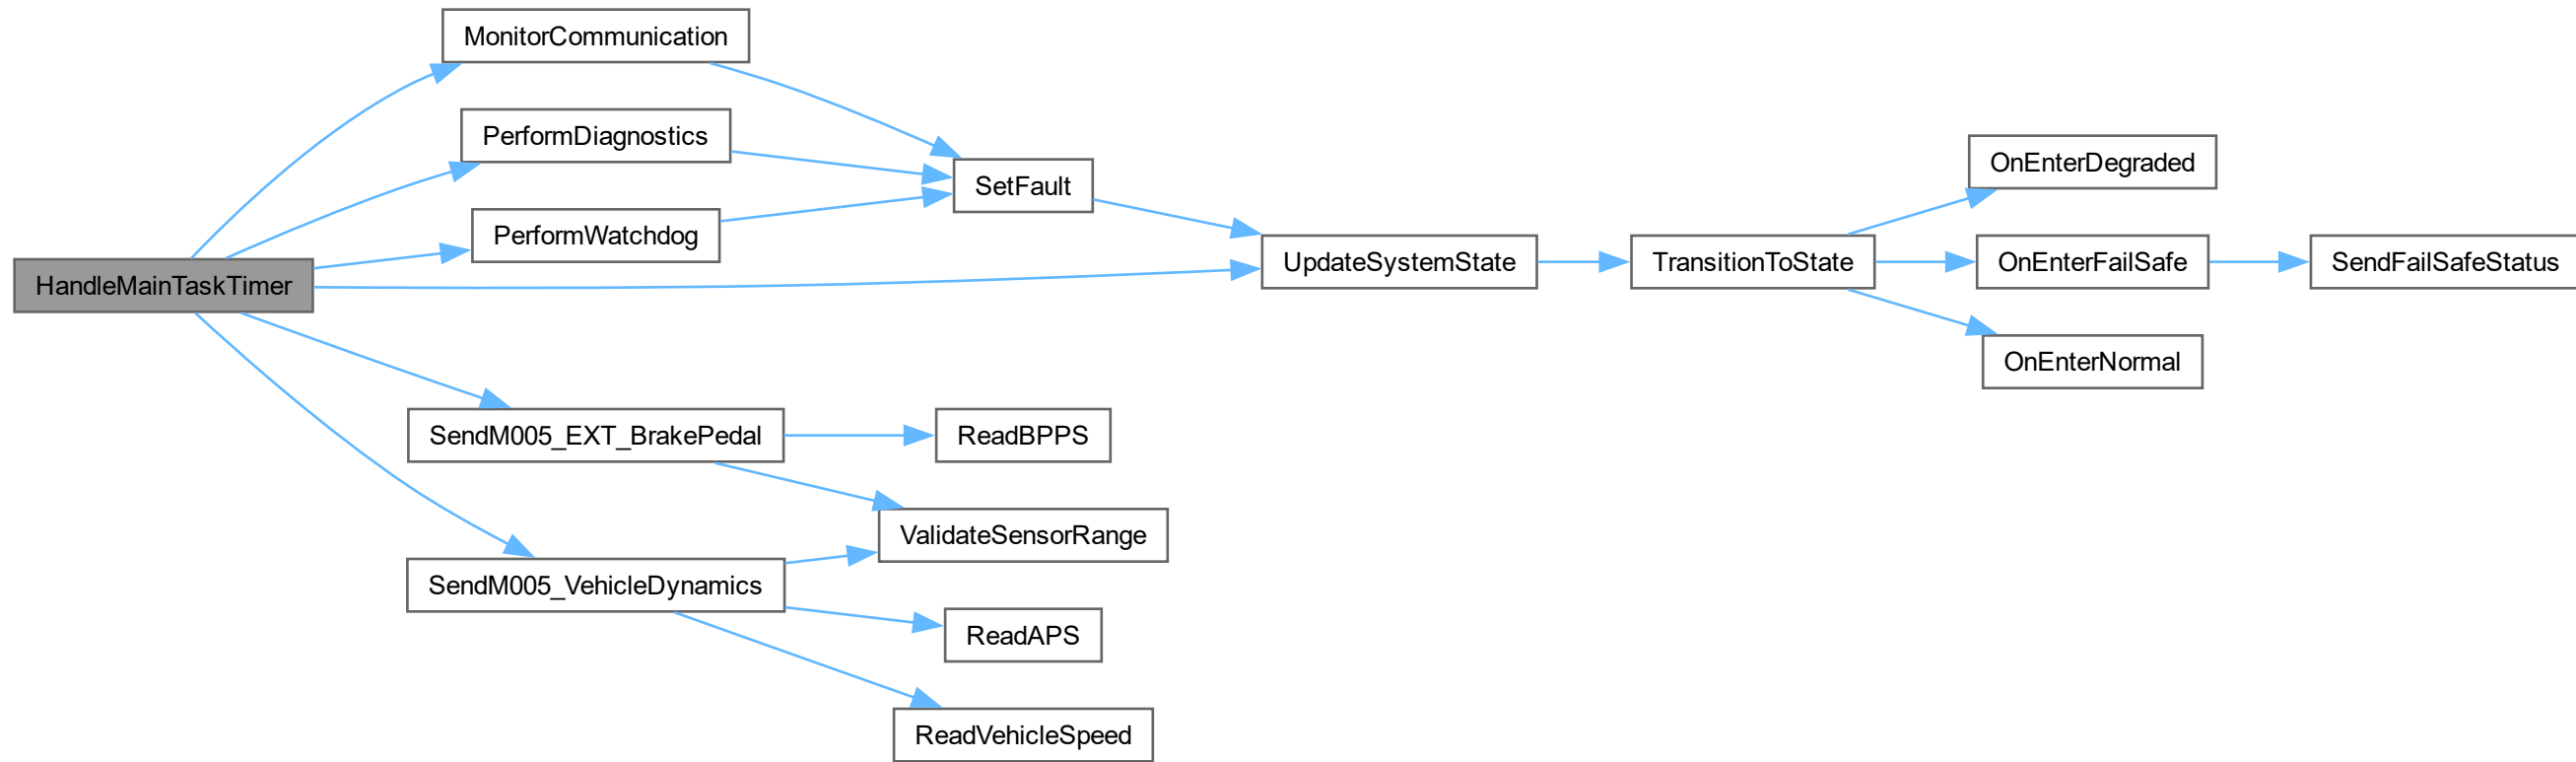 MonitorCommunication
PerformDiagnostics
PerformWatchdog
HandleMainTaskTimer
SetFault
UpdateSystemState
TransitionToState
OnEnterDegraded
OnEnterFailSafe
SendFailSafeStatus
OnEnterNormal
SendM005_EXT_BrakePedal
ReadBPPS
ValidateSensorRange
SendM005_VehicleDynamics
ReadAPS
ReadVehicleSpeed